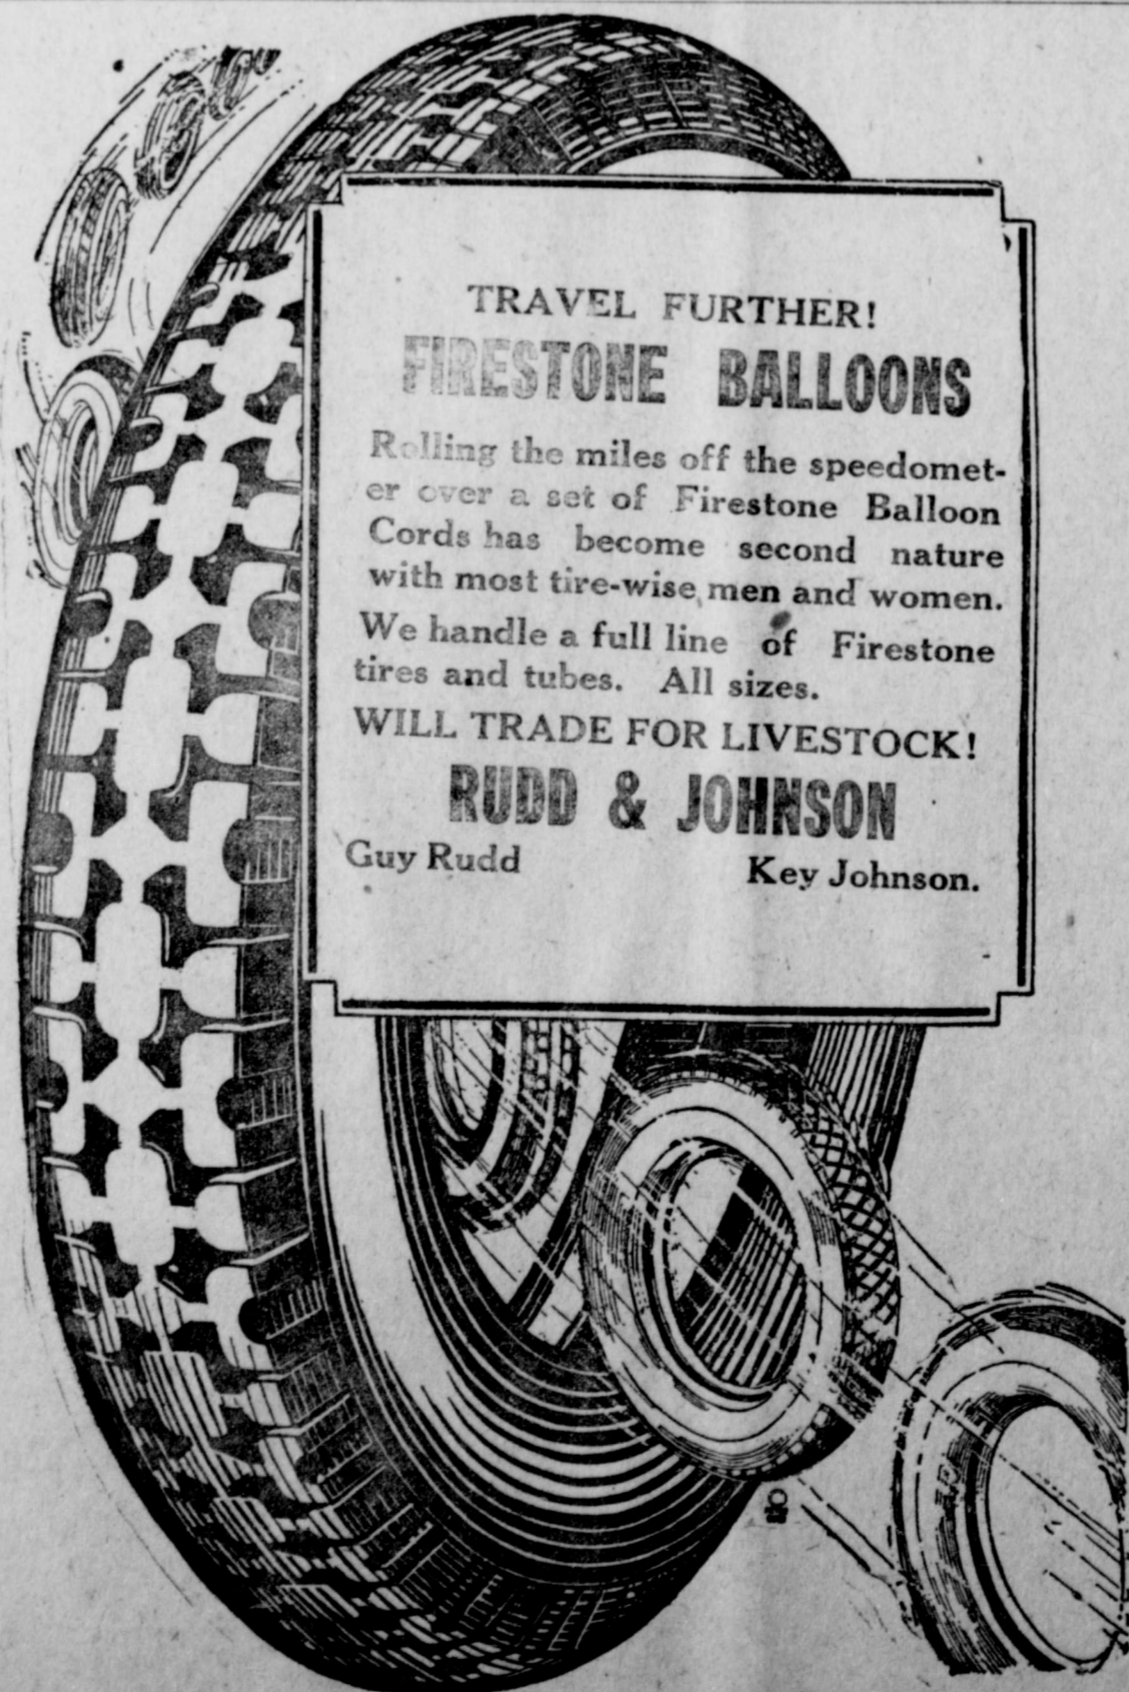 TRAVEL FURTHER!
FIRESTONE BALLOONS
Rolling the miles off the speedomet-
er over a set of Firestone Balloon
Cords has become second nature
with most tire-wise men and women.
We handle a full line of Firestone
tires and tubes. All sizes.
WILL TRADE FOR LIVESTOCK!
RUDD & JOHNSON
Guy Rudd Key Johnson.